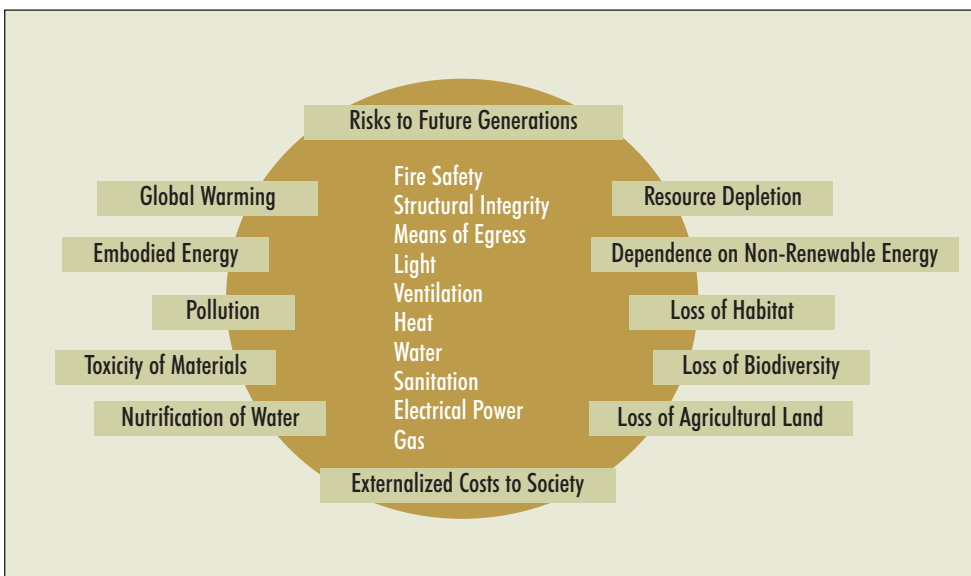 Risks to Future Generations
Global Warming
Embodied Energy
Pollution
Toxicity of Materials
Nutrification of Water
Fire Safety
Structural Integrity
Means of Egress
Light
Ventilation
Heat
Water
Sanitation
Electrical Power
Gas
Resource Depletion
Dependence on Non-Renewable Energy
Loss of Habitat
Loss of Biodiversity
Loss of Agricultural Land
Externalized Costs to Society